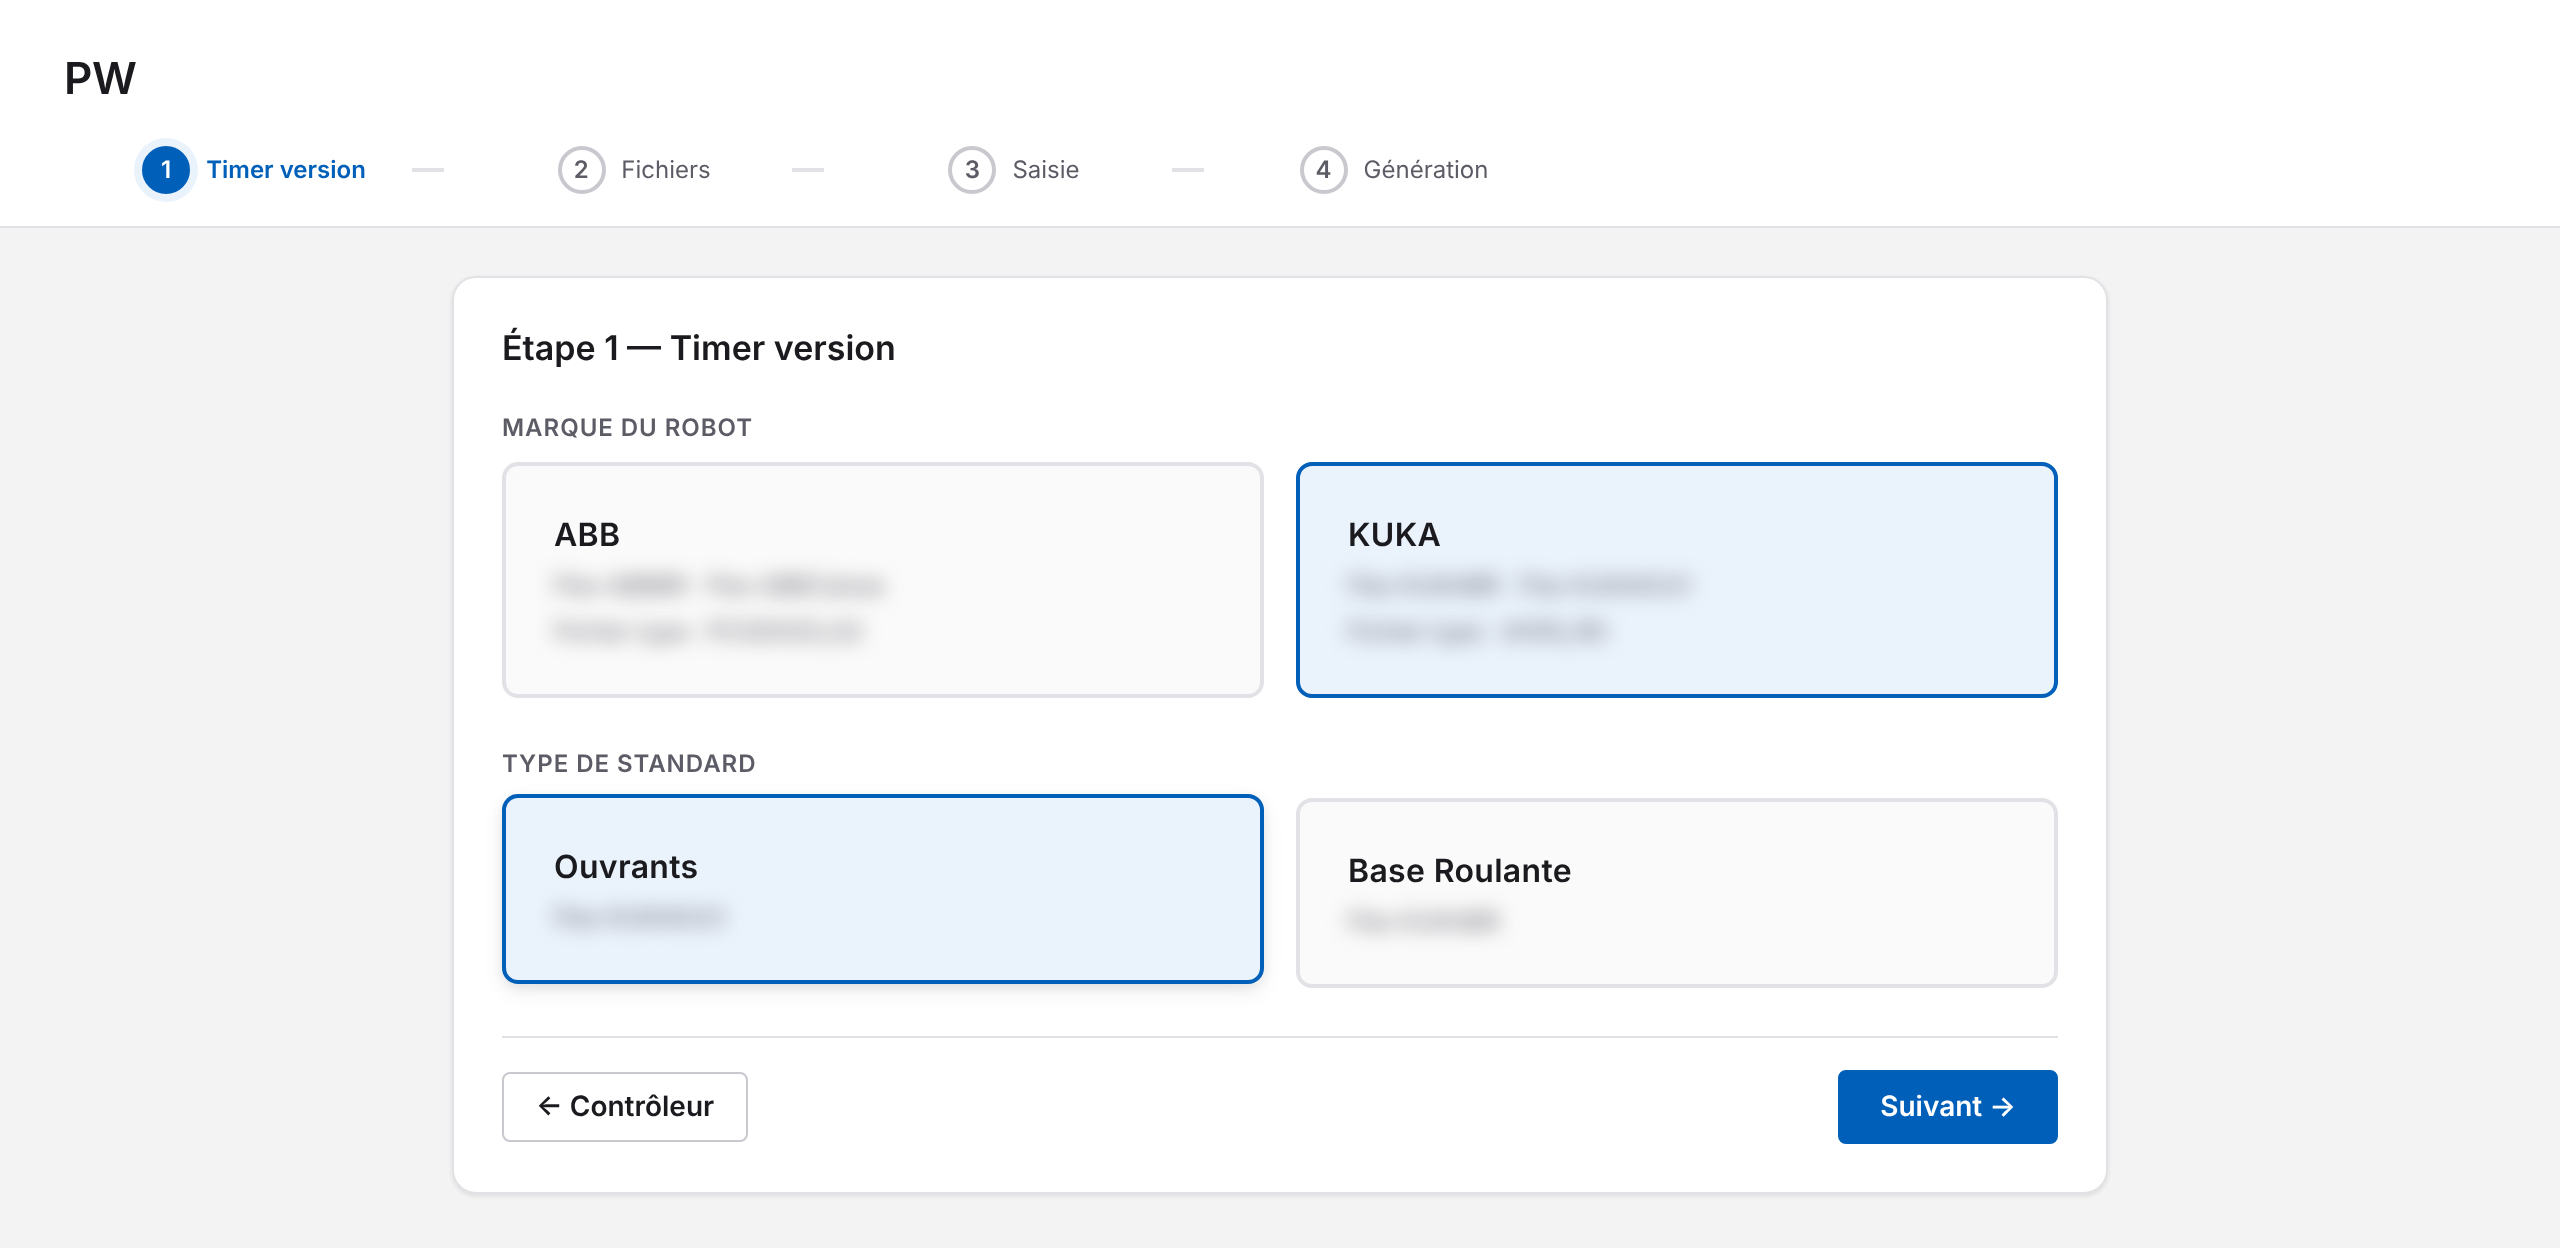 PW
1 Timer version — 2 Fichiers — 3 Saisie — 4 Génération
Étape 1 — Timer version
MARQUE DU ROBOT
ABB
KUKA
TYPE DE STANDARD
Ouvrants
Base Roulante
← Contrôleur
Suivant →